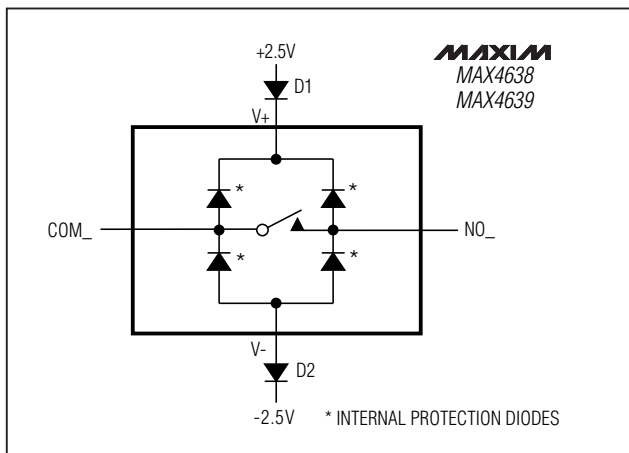 +2.5V
MAXIM
MAX4638
MAX4639
D1
V+
*
*
COM_
NO_
*
*
V-
D2
-2.5V
* INTERNAL PROTECTION DIODES